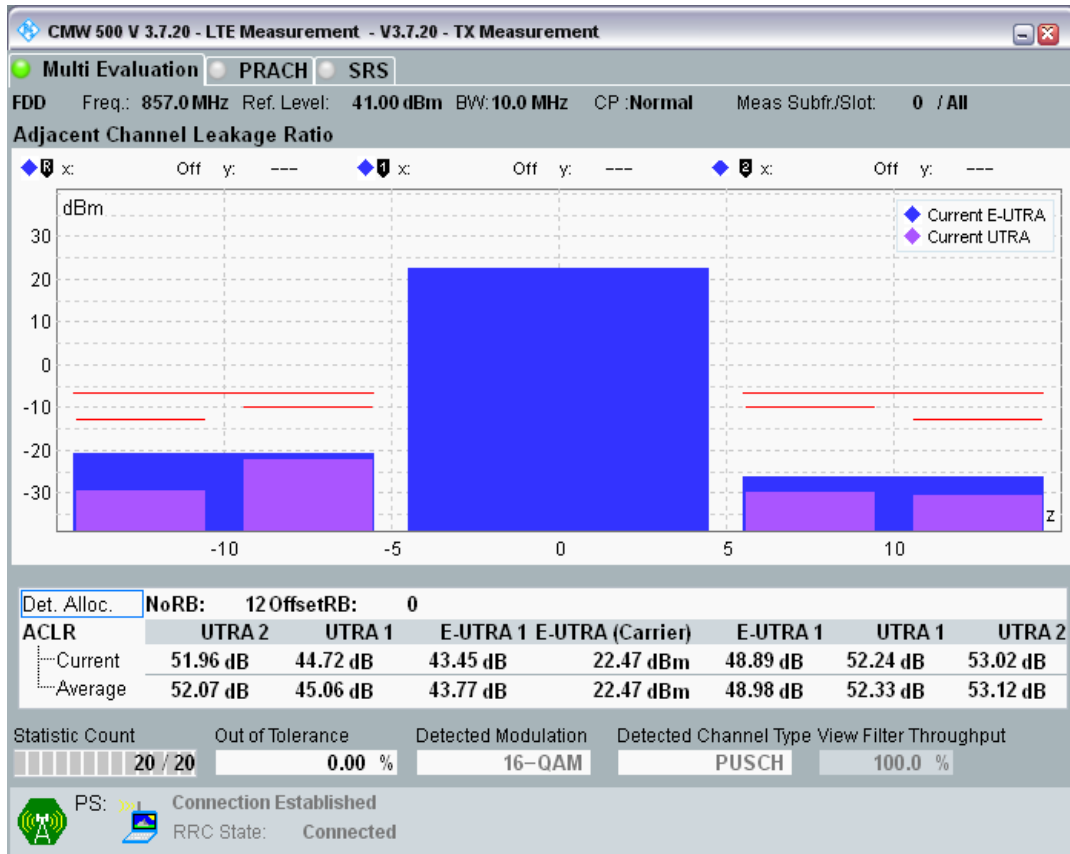 CMW 500 V 3.7.20 - LTE Measurement - V3.7.20 - TX Measurement
Multi Evaluation PRACH SRS
FDD Freq.: 857.0 MHz Ref. Level: 41.00 dBm BW: 10.0 MHz CP :Normal Meas Subfr./Slot: 0 / All
Adjacent Channel Leakage Ratio
R x: Off y: --- 1 x: Off y: --- 2 x: Off y: ---
dBm
Current E-UTRA
Current UTRA
30
20
10
0
-10
-20
-30
z
-10 -5 0 5 10
Det. Alloc. NoRB: 12 OffsetRB: 0
ACLR UTRA 2 UTRA 1 E-UTRA 1 E-UTRA (Carrier) E-UTRA 1 UTRA 1 UTRA 2
Current 51.96 dB 44.72 dB 43.45 dB 22.47 dBm 48.89 dB 52.24 dB 53.02 dB
Average 52.07 dB 45.06 dB 43.77 dB 22.47 dBm 48.98 dB 52.33 dB 53.12 dB
Statistic Count Out of Tolerance Detected Modulation Detected Channel Type View Filter Throughput
20 / 20 0.00 % 16-QAM PUSCH 100.0 %
PS: Connection Established
RRC State: Connected